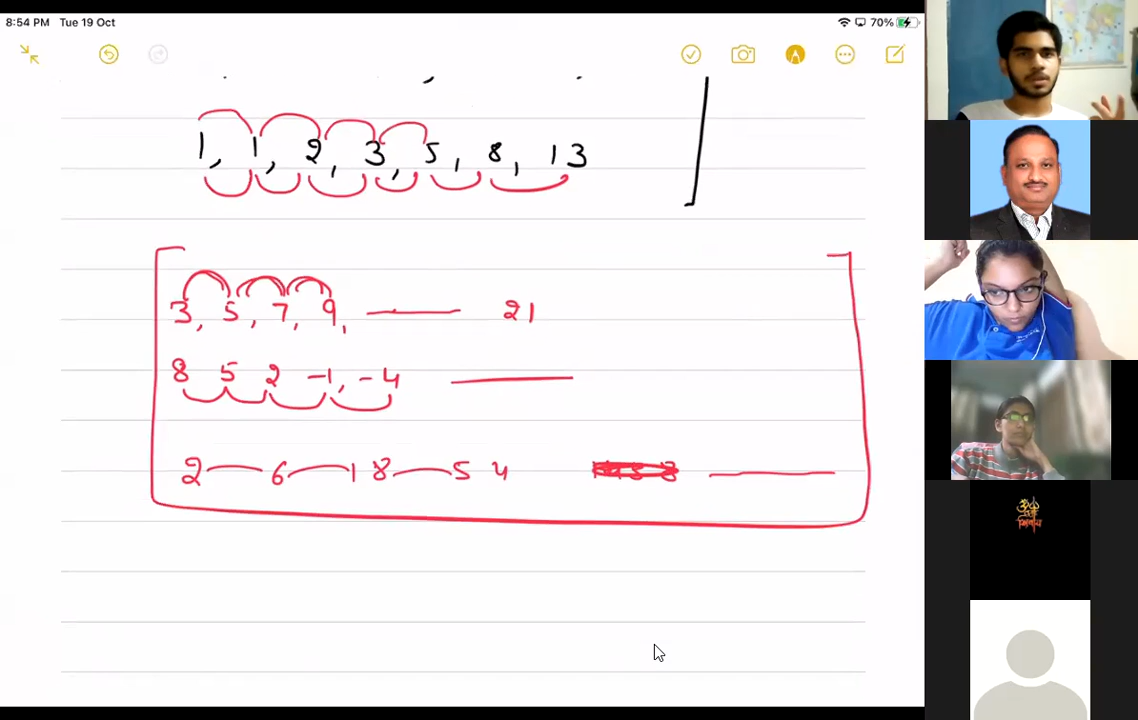 8:54 PM Tue 19 Oct
70%
1, 1, 2, 3, 5, 8, 13
3, 5, 7, 9, —— 21
8 5 2 -1, -4 ——
2 6 18 54 ——
ॐ